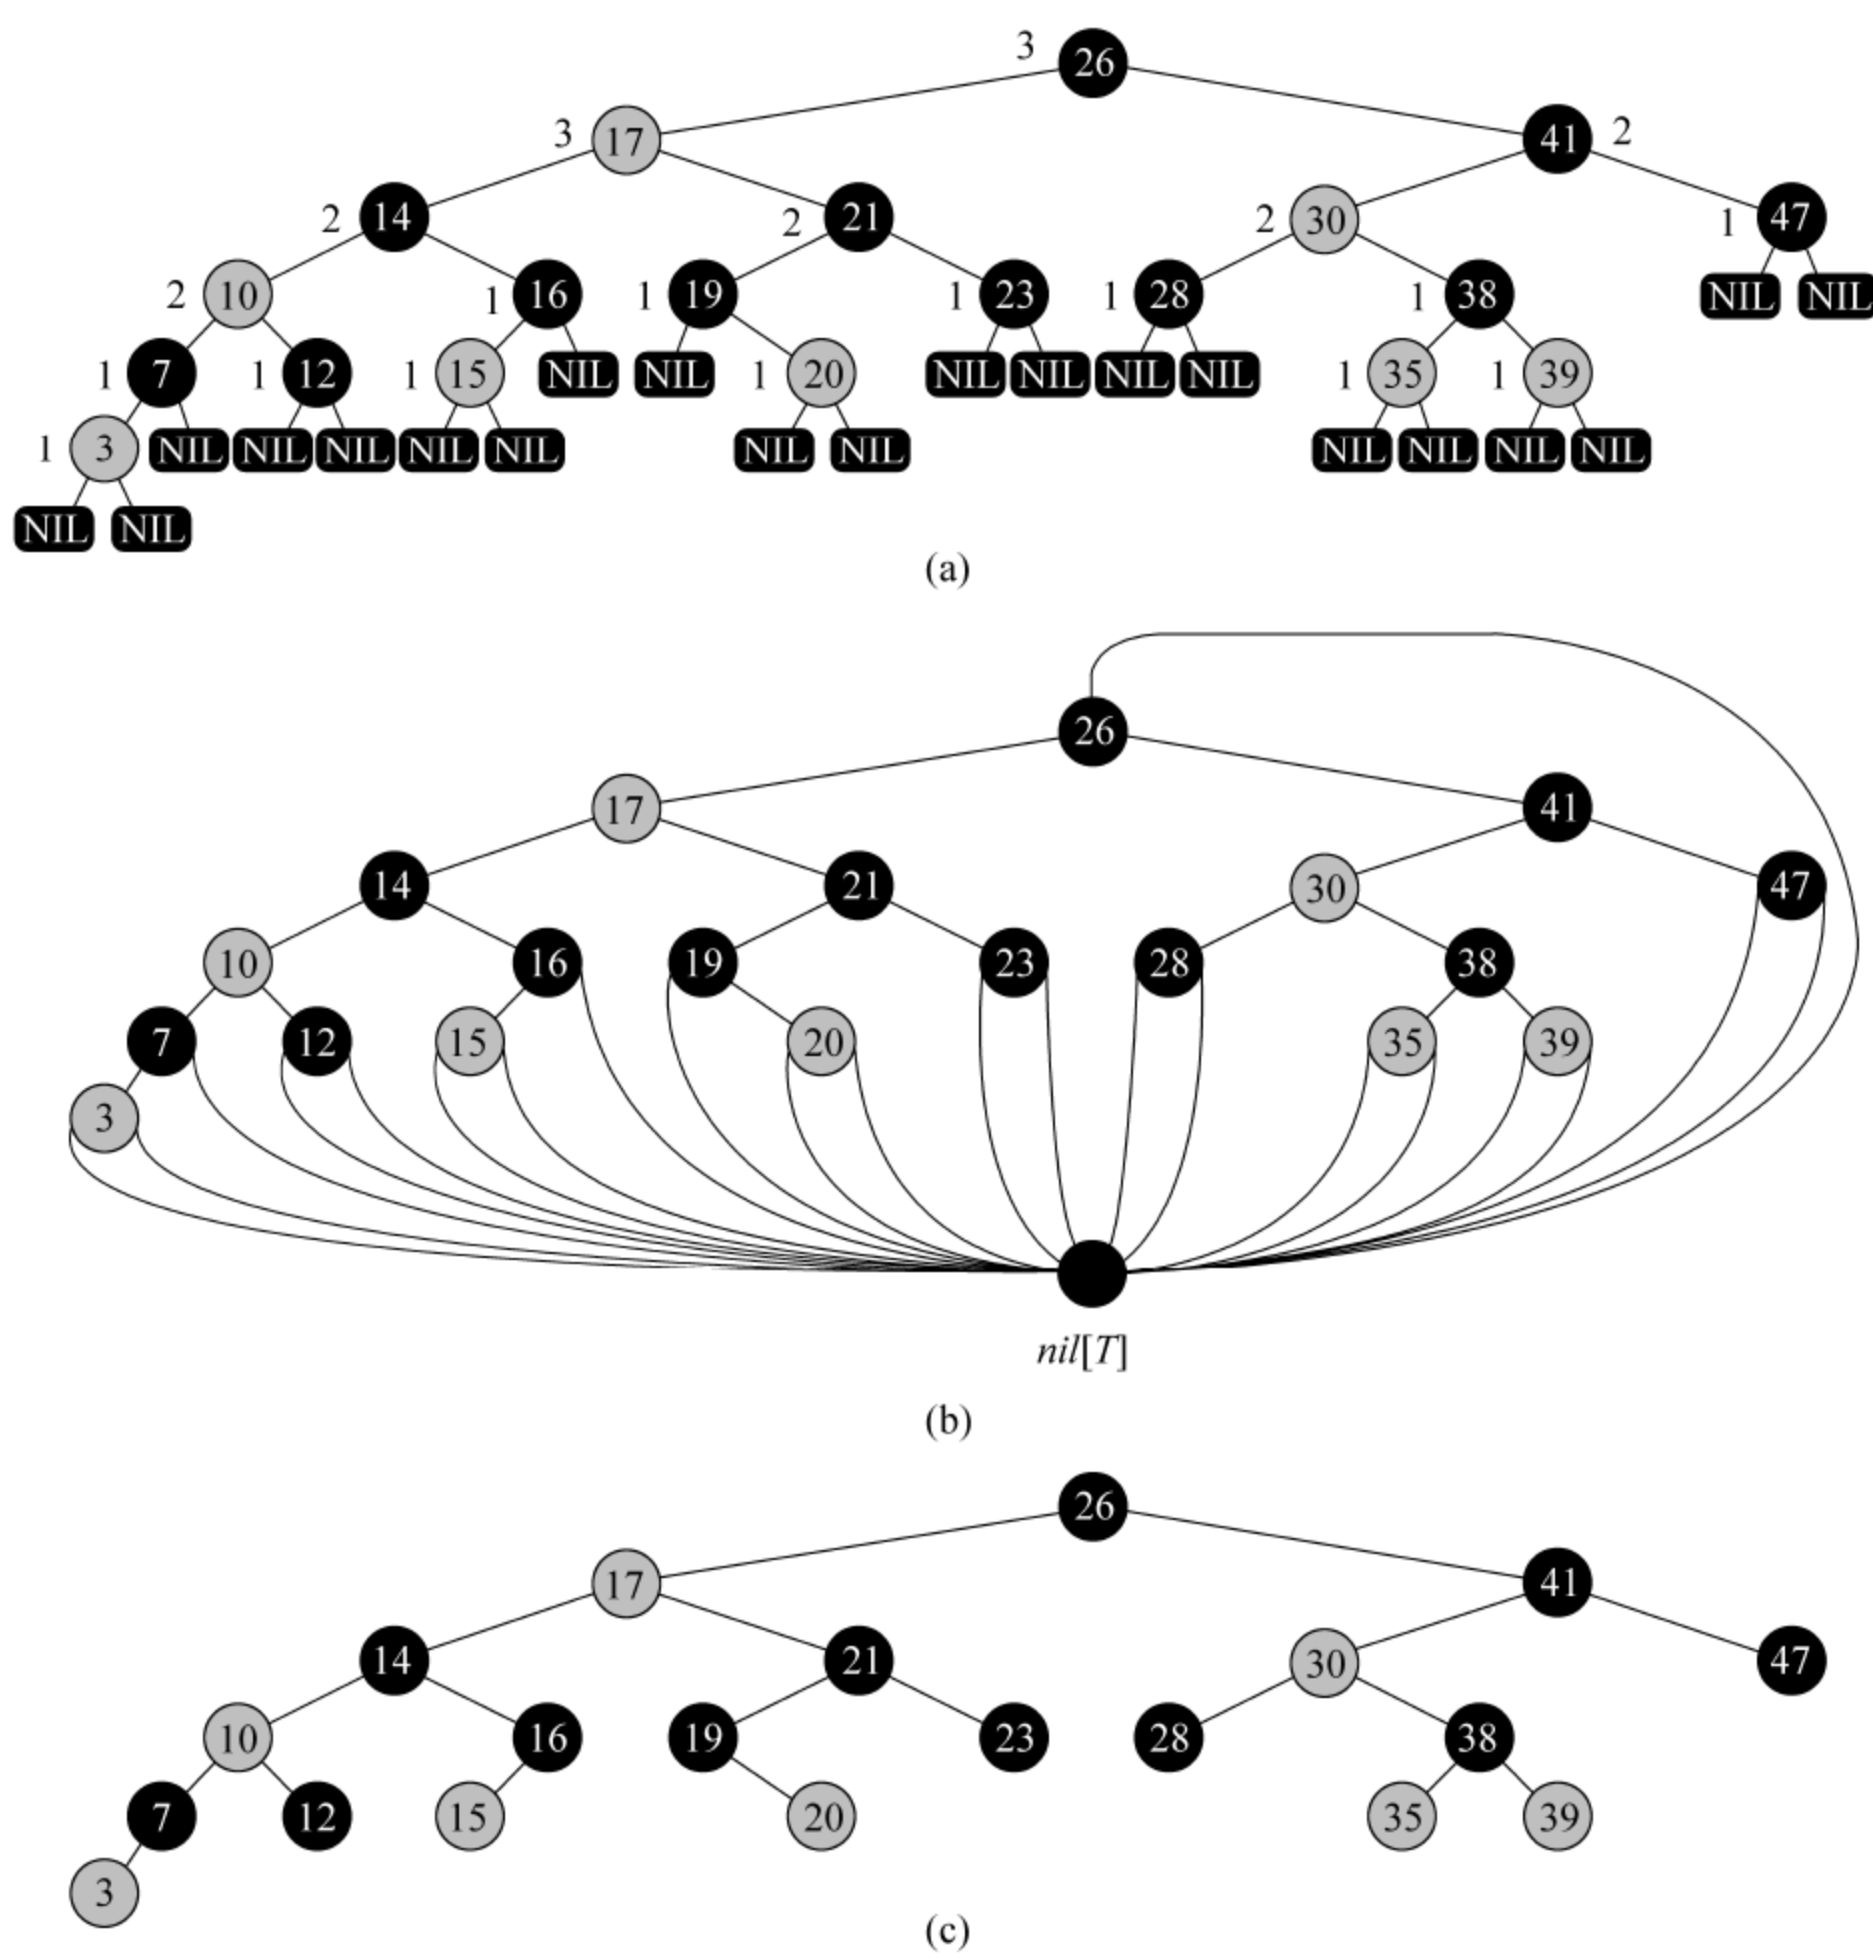 3 26
3 17 41 2
2 14 2 21 2 30 1 47
2 10 1 16 1 19 1 23 1 28 1 38 NIL NIL
1 7 1 12 1 15 NIL NIL 1 20 NIL NIL NIL NIL 1 35 1 39
1 3 NIL NIL NIL NIL NIL NIL NIL NIL NIL NIL NIL
NIL NIL
(a)
26
17 41
14 21 30 47
10 16 19 23 28 38
7 12 15 20 35 39
3
nil[T]
(b)
26
17 41
14 21 30 47
10 16 19 23 28 38
7 12 15 20 35 39
3
(c)